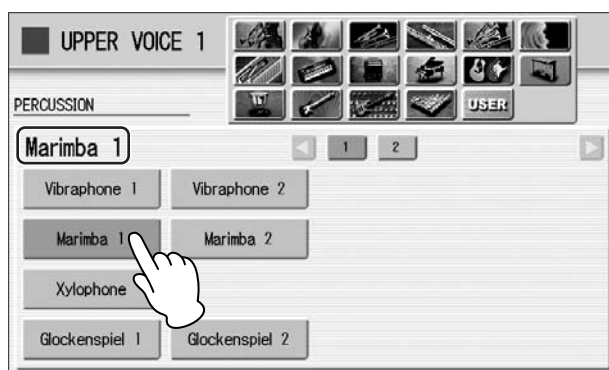 UPPER VOICE 1
USER
PERCUSSION
Marimba 1
1 2
Vibraphone 1 Vibraphone 2
Marimba 1 Marimba 2
Xylophone
Glockenspiel 1 Glockenspiel 2